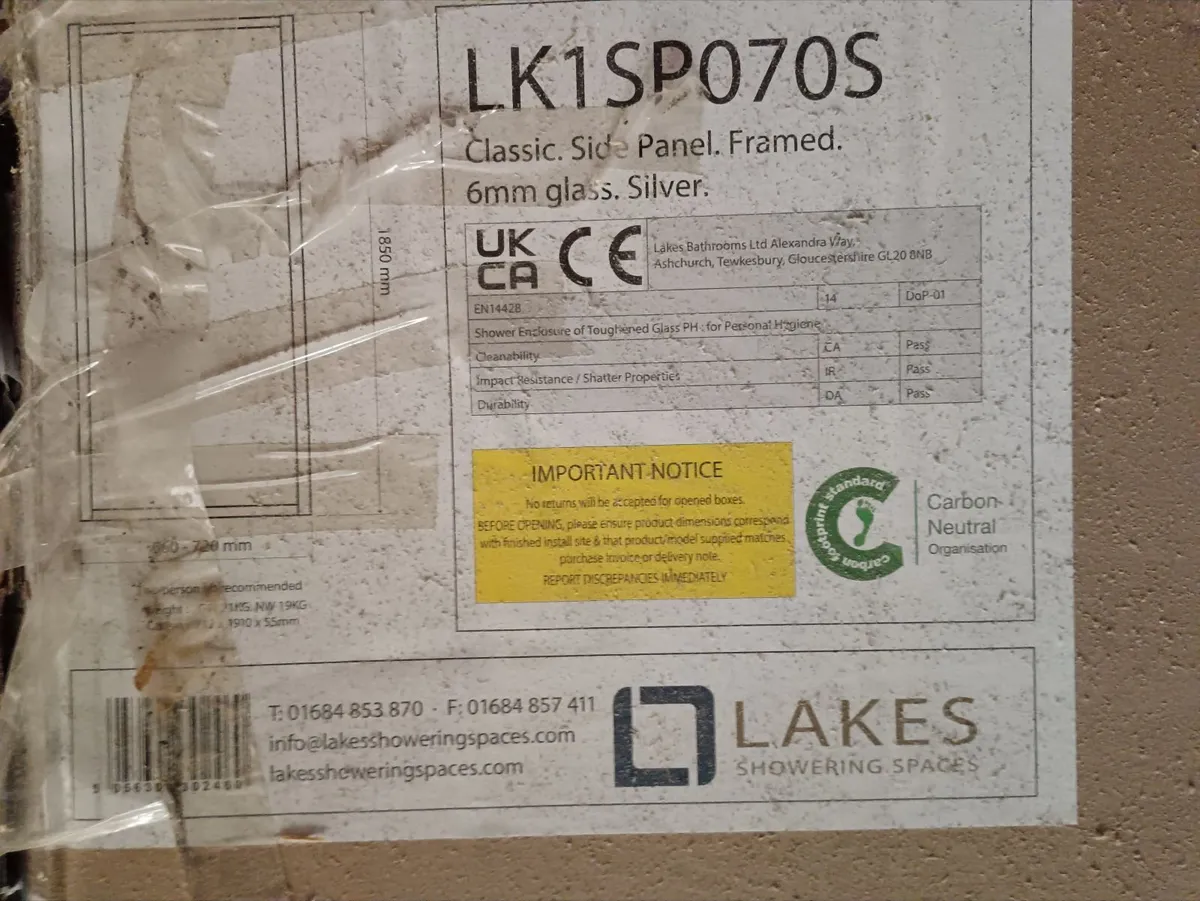 LK1SP070S
Classic. Side Panel. Framed.
6mm glass. Silver.
1850 mm
UK
CA
CE
Lakes Bathrooms Ltd Alexandra Way,
Ashchurch, Tewkesbury, Gloucestershire GL20 8NB
EN14428 14 DoP-01
Shower Enclosure of Toughened Glass PH : for Personal Hygiene
Cleanability CA Pass
Impact Resistance / Shatter Properties IR Pass
Durability DA Pass
IMPORTANT NOTICE
No returns will be accepted for opened boxes.
BEFORE OPENING, please ensure product dimensions correspond
with finished install site & that product/model supplied matches
purchase invoice or delivery note.
REPORT DISCREPANCIES IMMEDIATELY
carbon footprint standard
Carbon
Neutral
Organisation
720 mm
recommended
NW 19KG
1910 x 55mm
T: 01684 853 870 · F: 01684 857 411
info@lakesshoweringspaces.com
lakesshoweringspaces.com
LAKES
SHOWERING SPACES